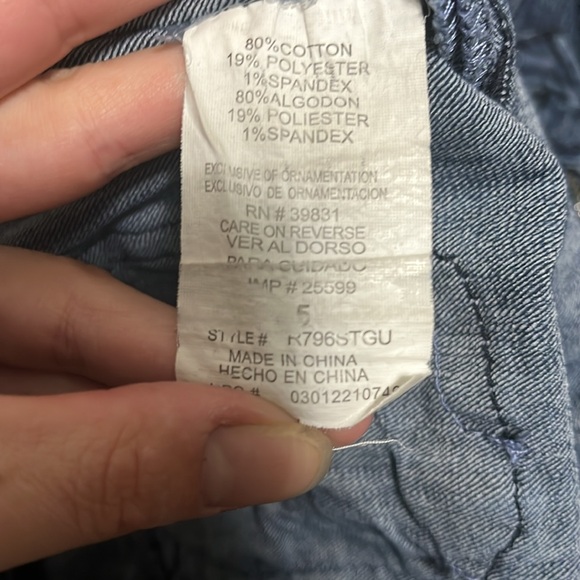 80%COTTON
19% POLYESTER
1%SPANDEX
80%ALGODON
19% POLIESTER
1%SPANDEX
EXCLUSIVE OF ORNAMENTATION
EXCLUSIVO DE ORNAMENTACION
RN # 39831
CARE ON REVERSE
VER AL DORSO
PARA CUIDADO
IMP # 25599
5
STYLE # R796STGU
MADE IN CHINA
HECHO EN CHINA